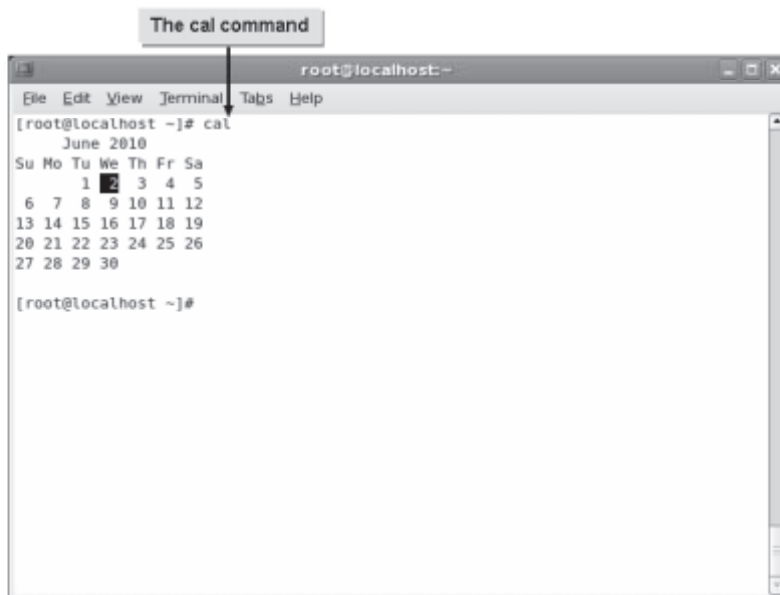 The cal command
root@localhost:~
File Edit View Terminal Tabs Help
[root@localhost ~]# cal
     June 2010
Su Mo Tu We Th Fr Sa
       1  2  3  4  5
 6  7  8  9 10 11 12
13 14 15 16 17 18 19
20 21 22 23 24 25 26
27 28 29 30
[root@localhost ~]#